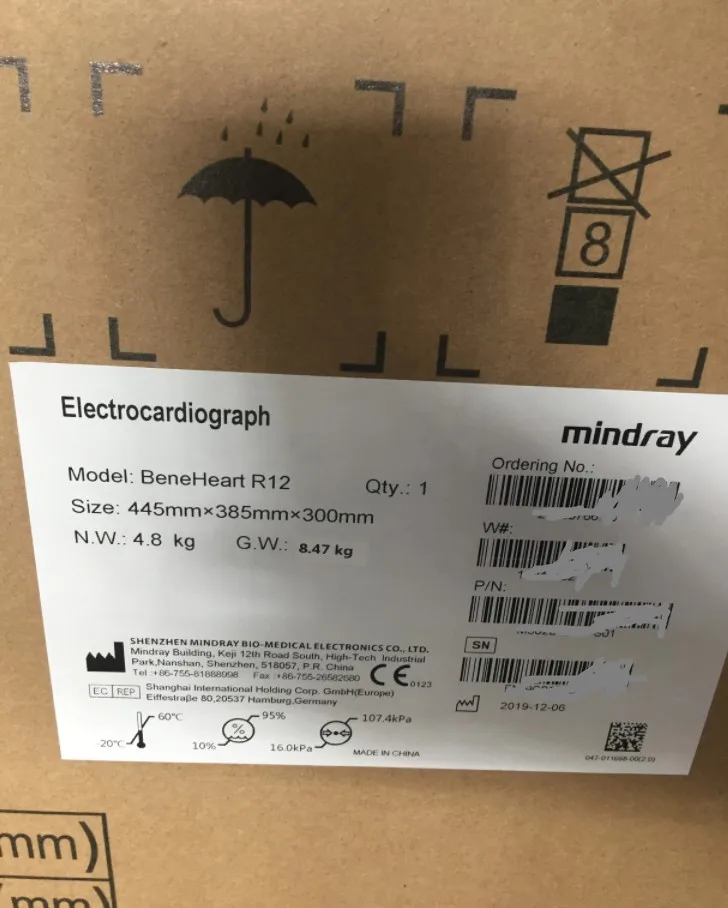 8
Electrocardiograph
mindray
Model: BeneHeart R12
Qty.: 1
Size: 445mm×385mm×300mm
N.W.: 4.8 kg
G.W.: 8.47 kg
Ordering No.:
W#:
P/N:
SN
2019-12-06
SHENZHEN MINDRAY BIO-MEDICAL ELECTRONICS CO., LTD.
Mindray Building, Keji 12th Road South, High-Tech Industrial
Park,Nanshan, Shenzhen, 518057, P.R. China
Tel :+86-755-81888998 Fax :+86-755-26582680
CE 0123
EC REP
Shanghai International Holding Corp. GmbH(Europe)
Eiffestraße 80,20537 Hamburg,Germany
20℃ 60℃
10% % 95%
16.0kPa 107.4kPa
MADE IN CHINA
mm)
mm)